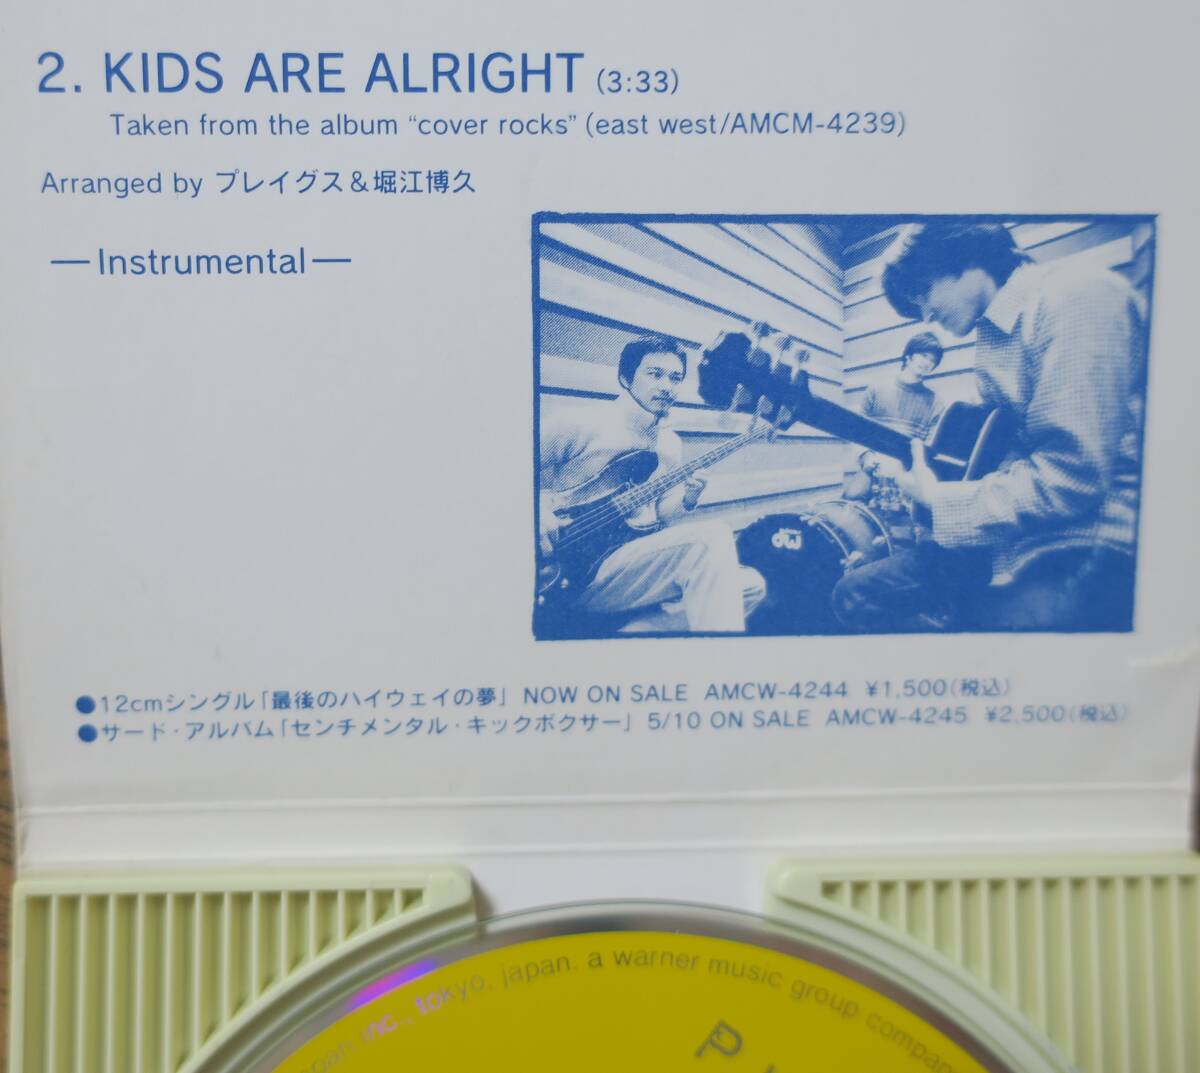 2. KIDS ARE ALRIGHT (3:33)
Taken from the album “cover rocks” (east west/AMCM-4239)
Arranged by プレイグス＆堀江博久
—Instrumental—
dw
●12cmシングル「最後のハイウェイの夢」 NOW ON SALE AMCW-4244 ¥1,500(税込)
●サード・アルバム「センチメンタル・キックボクサー」 5/10 ON SALE AMCW-4245 ¥2,500(税込)
japan inc., tokyo, japan. a warner music group company
P